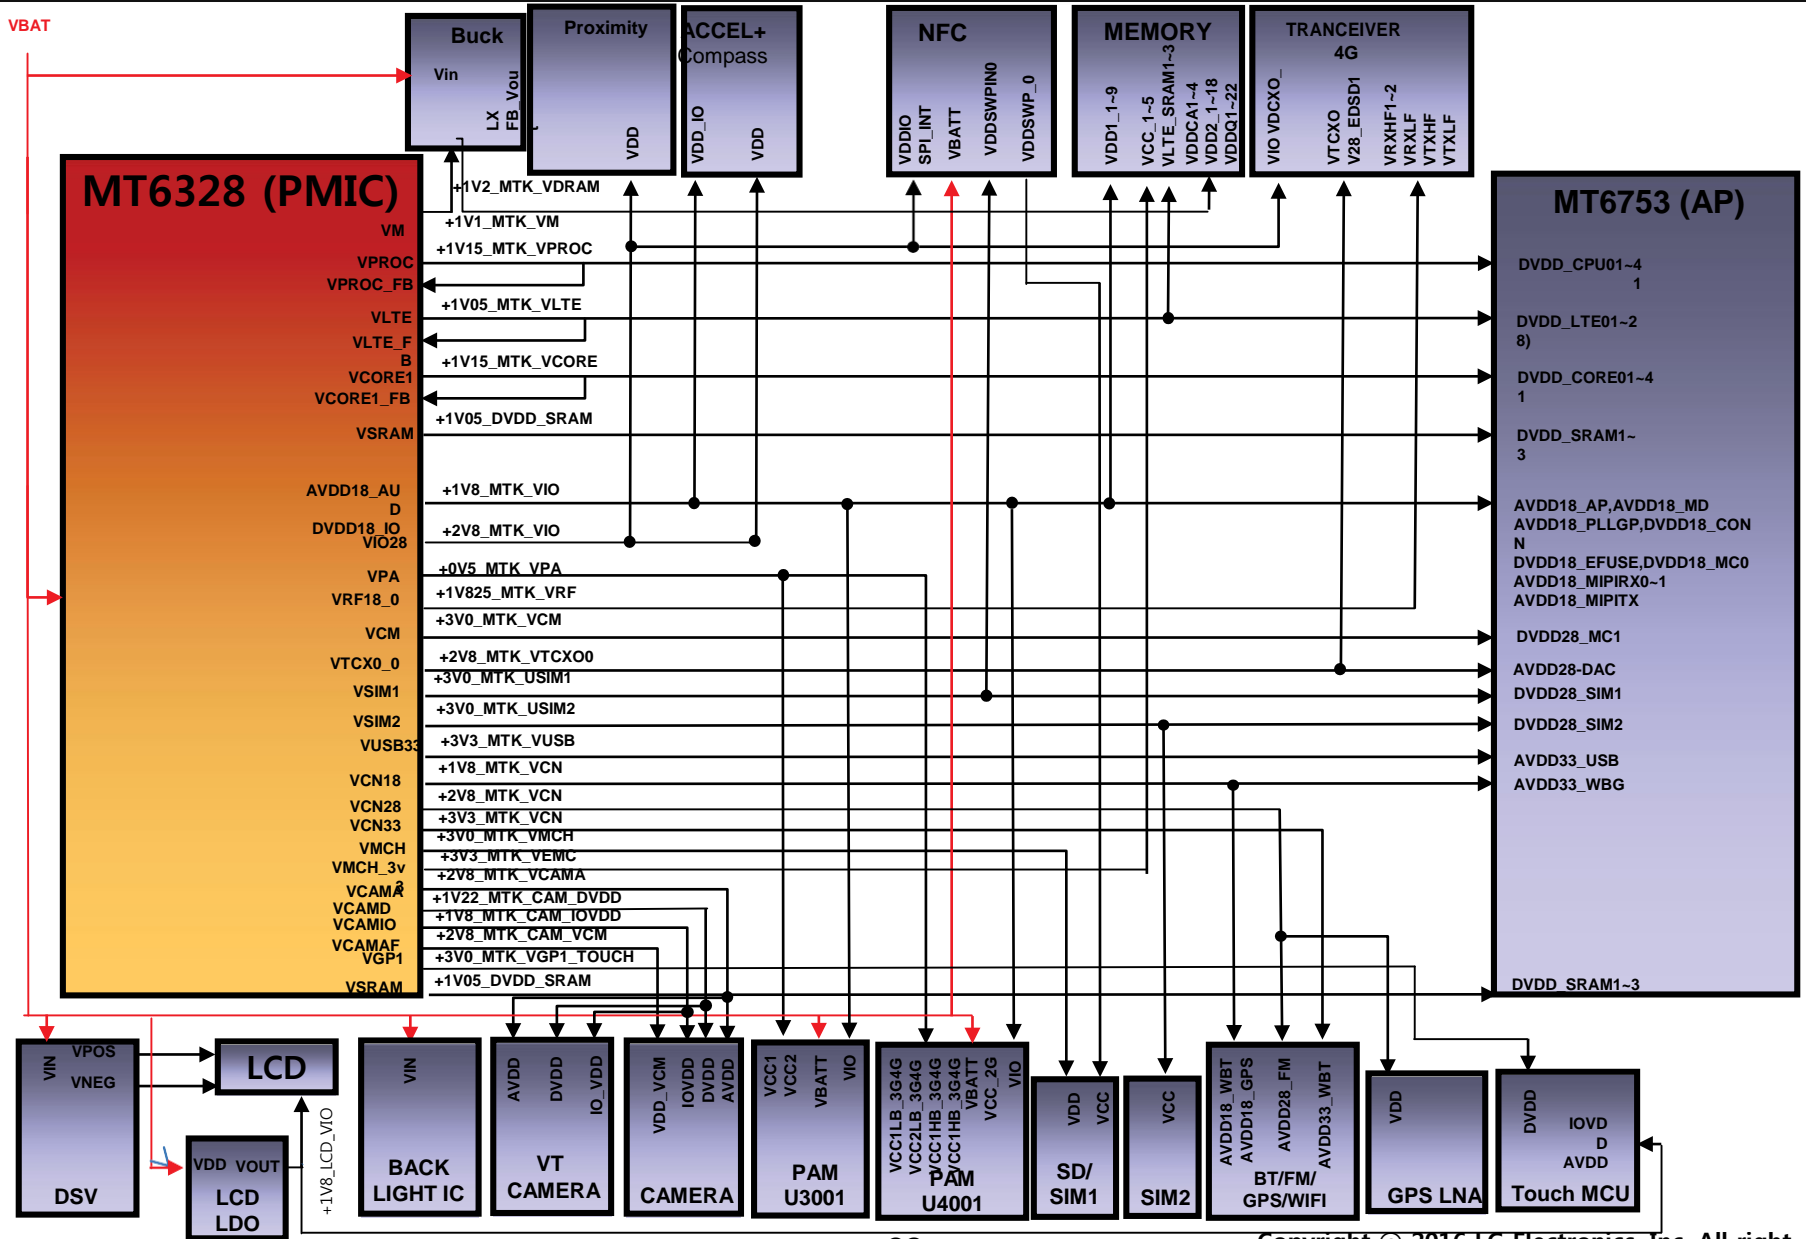 VBAT
Buck
Vin
LX
FB_Vou
Proximity
VDD
ACCEL+
Compass
VDD_IO
VDD
NFC
VDDIO
SPI_INT
VBATT
VDDSWPIN0
VDDSWP_0
MEMORY
VDD1_1~9
VCC_1~5
VLTE_SRAM1~3
VDDCA1~4
VDD2_1~18
VDDQ1~22
TRANCEIVER
4G
VIO VDCXO_
VTCXO
V28_EDSD1
VRXHF1~2
VRXLF
VTXHF
VTXLF
MT6328 (PMIC)
VM
VPROC
VPROC_FB
VLTE
VLTE_F
B
VCORE1
VCORE1_FB
VSRAM
AVDD18_AU
D
DVDD18_IO
VIO28
VPA
VRF18_0
VCM
VTCX0_0
VSIM1
VSIM2
VUSB33
VCN18
VCN28
VCN33
VMCH
VMCH_3v
3
VCAMA
VCAMD
VCAMIO
VCAMAF
VGP1
VSRAM
+1V2_MTK_VDRAM
+1V1_MTK_VM
+1V15_MTK_VPROC
+1V05_MTK_VLTE
+1V15_MTK_VCORE
+1V05_DVDD_SRAM
+1V8_MTK_VIO
+2V8_MTK_VIO
+0V5_MTK_VPA
+1V825_MTK_VRF
+3V0_MTK_VCM
+2V8_MTK_VTCXO0
+3V0_MTK_USIM1
+3V0_MTK_USIM2
+3V3_MTK_VUSB
+1V8_MTK_VCN
+2V8_MTK_VCN
+3V3_MTK_VCN
+3V0_MTK_VMCH
+3V3_MTK_VEMC
+2V8_MTK_VCAMA
+1V22_MTK_CAM_DVDD
+1V8_MTK_CAM_IOVDD
+2V8_MTK_CAM_VCM
+3V0_MTK_VGP1_TOUCH
+1V05_DVDD_SRAM
MT6753 (AP)
DVDD_CPU01~4
1
DVDD_LTE01~2
8)
DVDD_CORE01~4
1
DVDD_SRAM1~
3
AVDD18_AP,AVDD18_MD
AVDD18_PLLGP,DVDD18_CON
N
DVDD18_EFUSE,DVDD18_MC0
AVDD18_MIPIRX0~1
AVDD18_MIPITX
DVDD28_MC1
AVDD28-DAC
DVDD28_SIM1
DVDD28_SIM2
AVDD33_USB
AVDD33_WBG
DVDD_SRAM1~3
VIN
VPOS
VNEG
DSV
LCD
+1V8_LCD_VIO
VDD VOUT
LCD
LDO
VIN
BACK
LIGHT IC
AVDD
DVDD
IO_VDD
VT
CAMERA
VDD_VCM
IOVDD
DVDD
AVDD
CAMERA
VCC1
VCC2
VBATT
VIO
PAM
U3001
VCC1LB_3G4G
VCC2LB_3G4G
VCC1HB_3G4G
VCC1HB_3G4G
VBATT
VCC_2G
VIO
PAM
U4001
VDD
VCC
SD/
SIM1
VCC
SIM2
AVDD18_WBT
AVDD18_GPS
AVDD28_FM
AVDD33_WBT
BT/FM/
GPS/WIFI
VDD
GPS LNA
DVDD
IOVD
D
AVDD
Touch MCU
Copyright © 2016 LG Electronics. Inc. All right